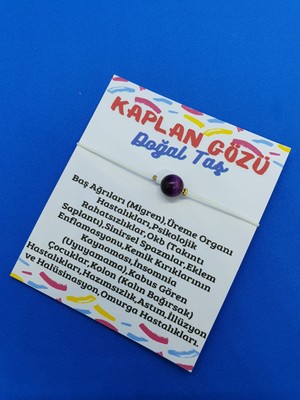 KAPLAN GÖZÜ
Doğal Taş
Baş Ağrıları (Migren),Üreme Organı
Hastalıkları,Psikolojik
Rahatsızlıklar,Okb (Takıntı
Saplantı),Sinirsel Spazmlar,Eklem
Enflamasyonu,Kemik Kırıklarının
Kaynaması,İnsomnia
(Uyuyamama),Kabus Gören
Çocuklar,Kolon (Kalın Bağırsak)
Hastalıkları,Hazımsızlık,Astım,İllüzyon
ve Halüsinasyon,Omurga Hastalıkları.